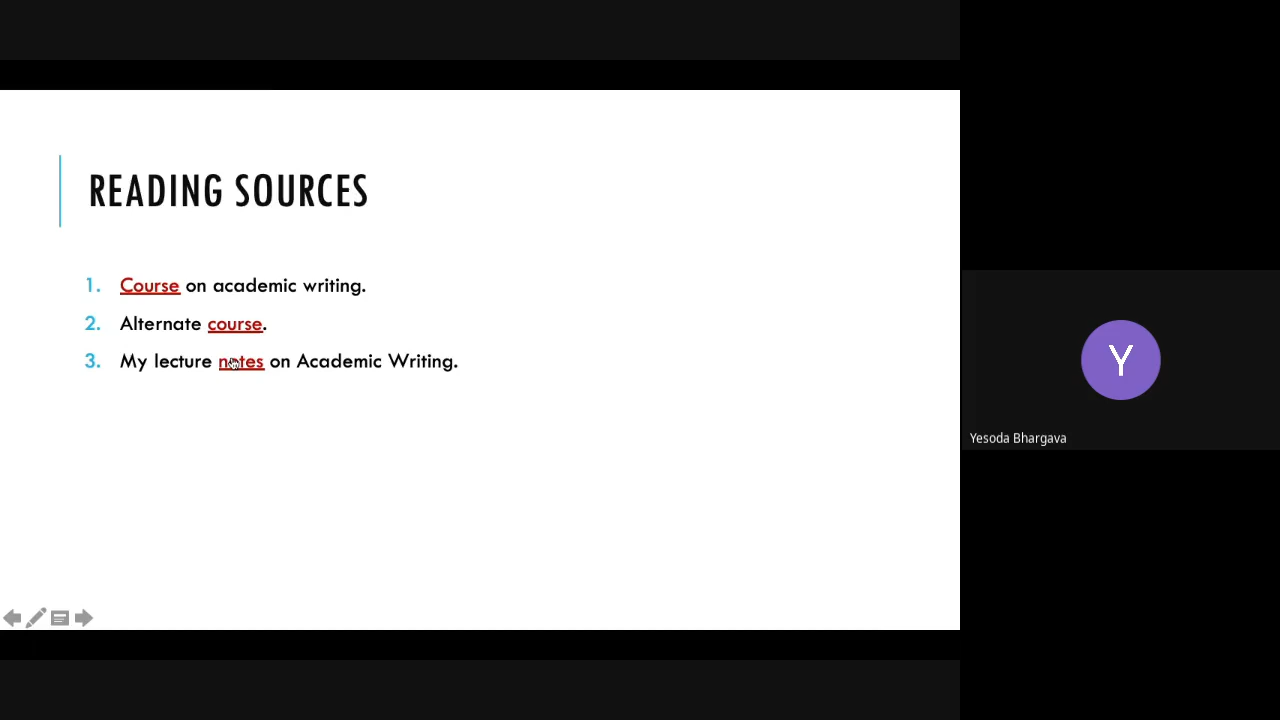 READING SOURCES
1. Course on academic writing.
2. Alternate course.
3. My lecture notes on Academic Writing.
Y
Yesoda Bhargava